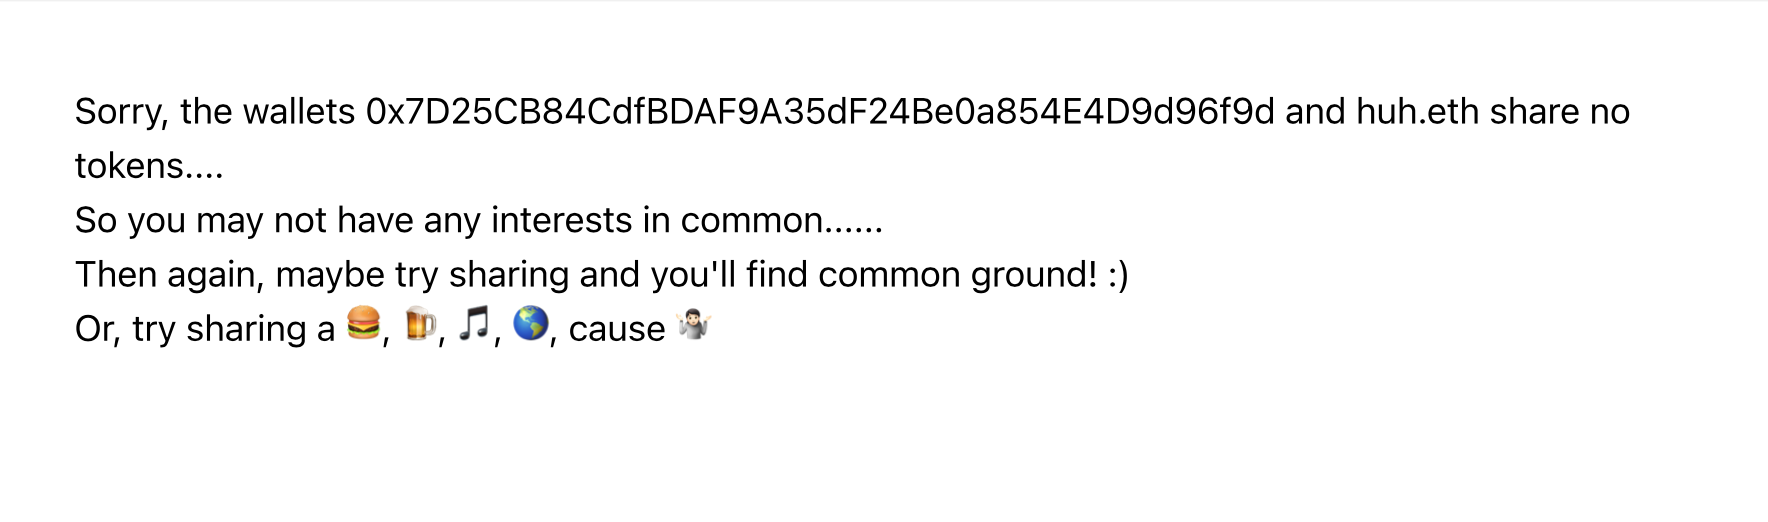 Sorry, the wallets 0x7D25CB84CdfBDAF9A35dF24Be0a854E4D9d96f9d and huh.eth share no
tokens....
So you may not have any interests in common......
Then again, maybe try sharing and you'll find common ground! :)
Or, try sharing a 🍔, 🍺, 🎵, 🌎, cause 🤷🏻